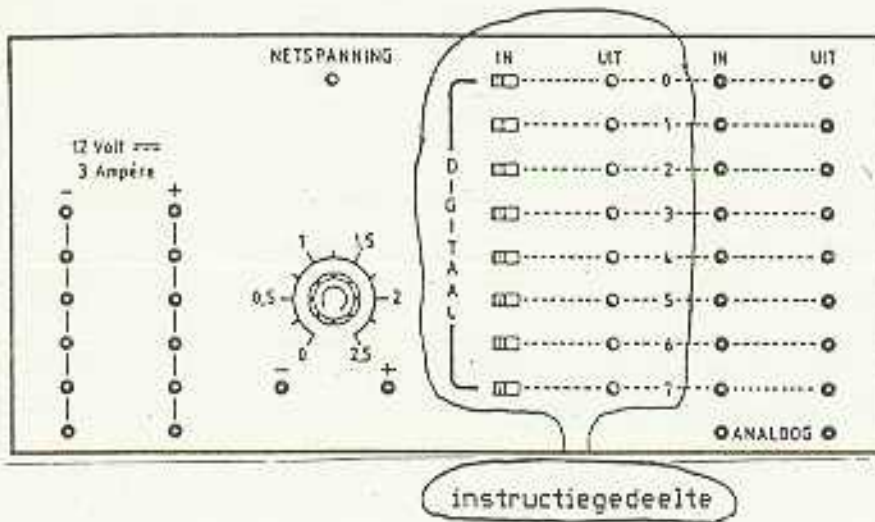 NETSPANNING IN UIT IN UIT
0
1
12 Volt
3 Ampère
2
- +
DIGITAAL
3
1 1,5
4
0,5 2
5
6
0 2,5
- +
7
ANALOOG
instructiegedeelte